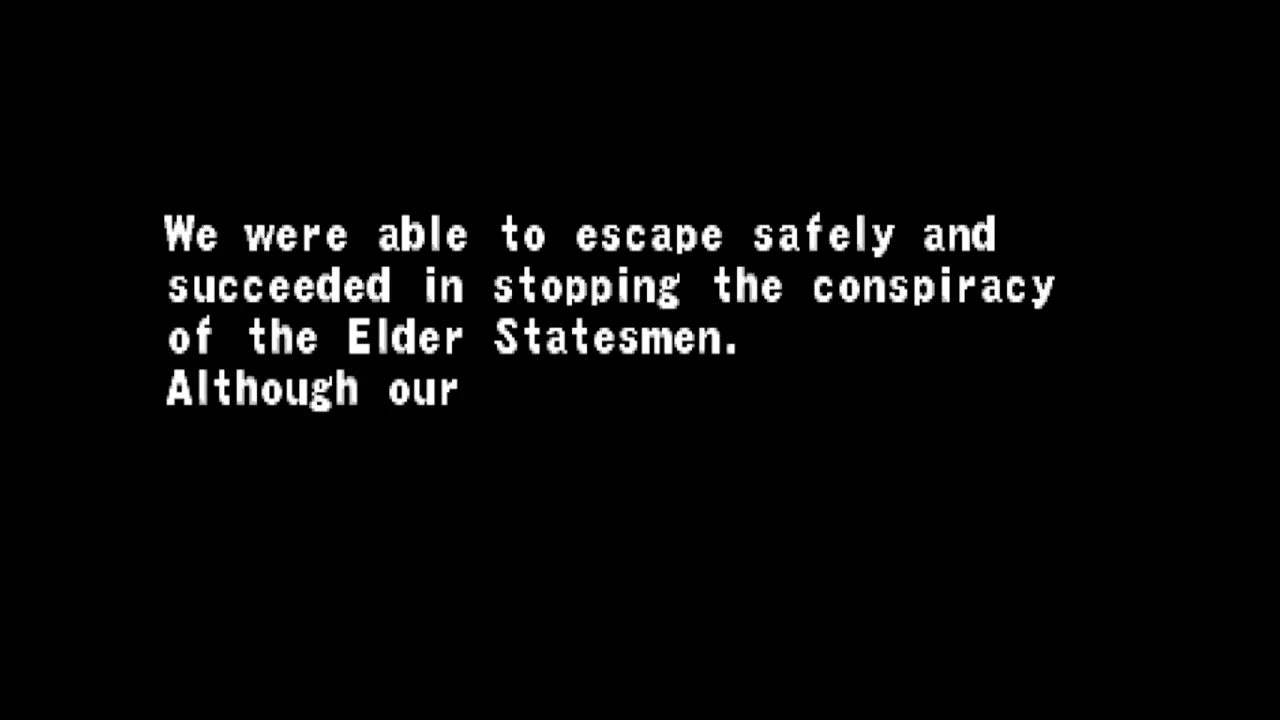 We were able to escape safely and
succeeded in stopping the conspiracy
of the Elder Statesmen.
Although our